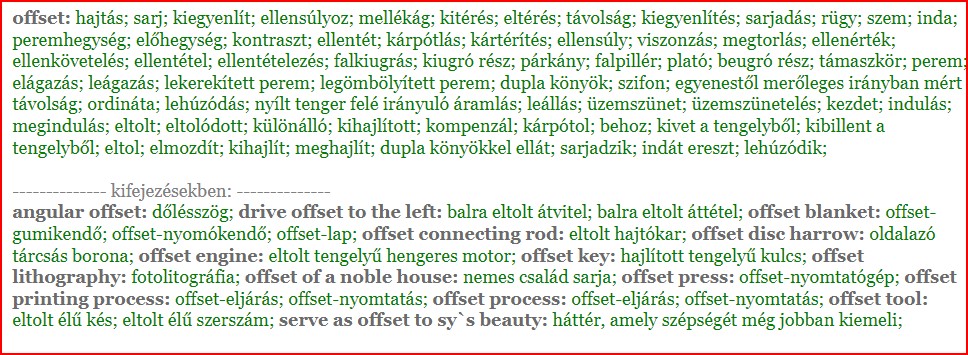 offset: hajtás; sarj; kiegyenlít; ellensúlyoz; mellékág; kitérés; eltérés; távolság; kiegyenlítés; sarjadás; rügy; szem; inda;
peremhegység; előhegység; kontraszt; ellentét; kárpótlás; kártérítés; ellensúly; viszonzás; megtorlás; ellenérték;
ellenkövetelés; ellentétel; ellentételezés; falkiugrás; kiugró rész; párkány; falpillér; plató; beugró rész; támaszkör; perem;
elágazás; leágazás; lekerekített perem; legömbölyített perem; dupla könyök; szifon; egyenestől merőleges irányban mért
távolság; ordináta; lehúzódás; nyílt tenger felé irányuló áramlás; leállás; üzemszünet; üzemszünetelés; kezdet; indulás;
megindulás; eltolt; eltolódott; különálló; kihajlított; kompenzál; kárpótol; behoz; kivet a tengelyből; kibillent a
tengelyből; eltol; elmozdít; kihajlít; meghajlít; dupla könyökkel ellát; sarjadzik; indát ereszt; lehúzódik;
-------------- kifejezésekben: --------------
angular offset: dőlésszög; drive offset to the left: balra eltolt átvitel; balra eltolt áttétel; offset blanket: offset-
gumikendő; offset-nyomókendő; offset-lap; offset connecting rod: eltolt hajtókar; offset disc harrow: oldalazó
tárcsás borona; offset engine: eltolt tengelyű hengeres motor; offset key: hajlított tengelyű kulcs; offset
lithography: fotolitográfia; offset of a noble house: nemes család sarja; offset press: offset-nyomtatógép; offset
printing process: offset-eljárás; offset-nyomtatás; offset process: offset-eljárás; offset-nyomtatás; offset tool:
eltolt élű kés; eltolt élű szerszám; serve as offset to sy`s beauty: háttér, amely szépségét még jobban kiemeli;